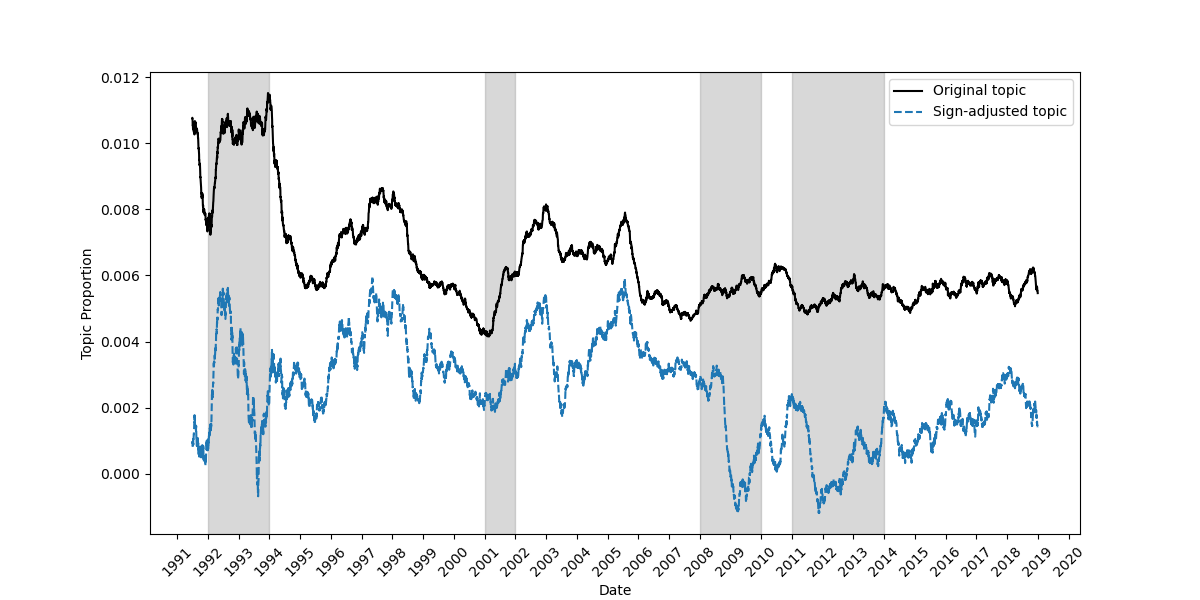 Original topic
Sign-adjusted topic
Topic Proportion
0.012
0.010
0.008
0.006
0.004
0.002
0.000
1991 1992 1993 1994 1995 1996 1997 1998 1999 2000 2001 2002 2003 2004 2005 2006 2007 2008 2009 2010 2011 2012 2013 2014 2015 2016 2017 2018 2019 2020
Date